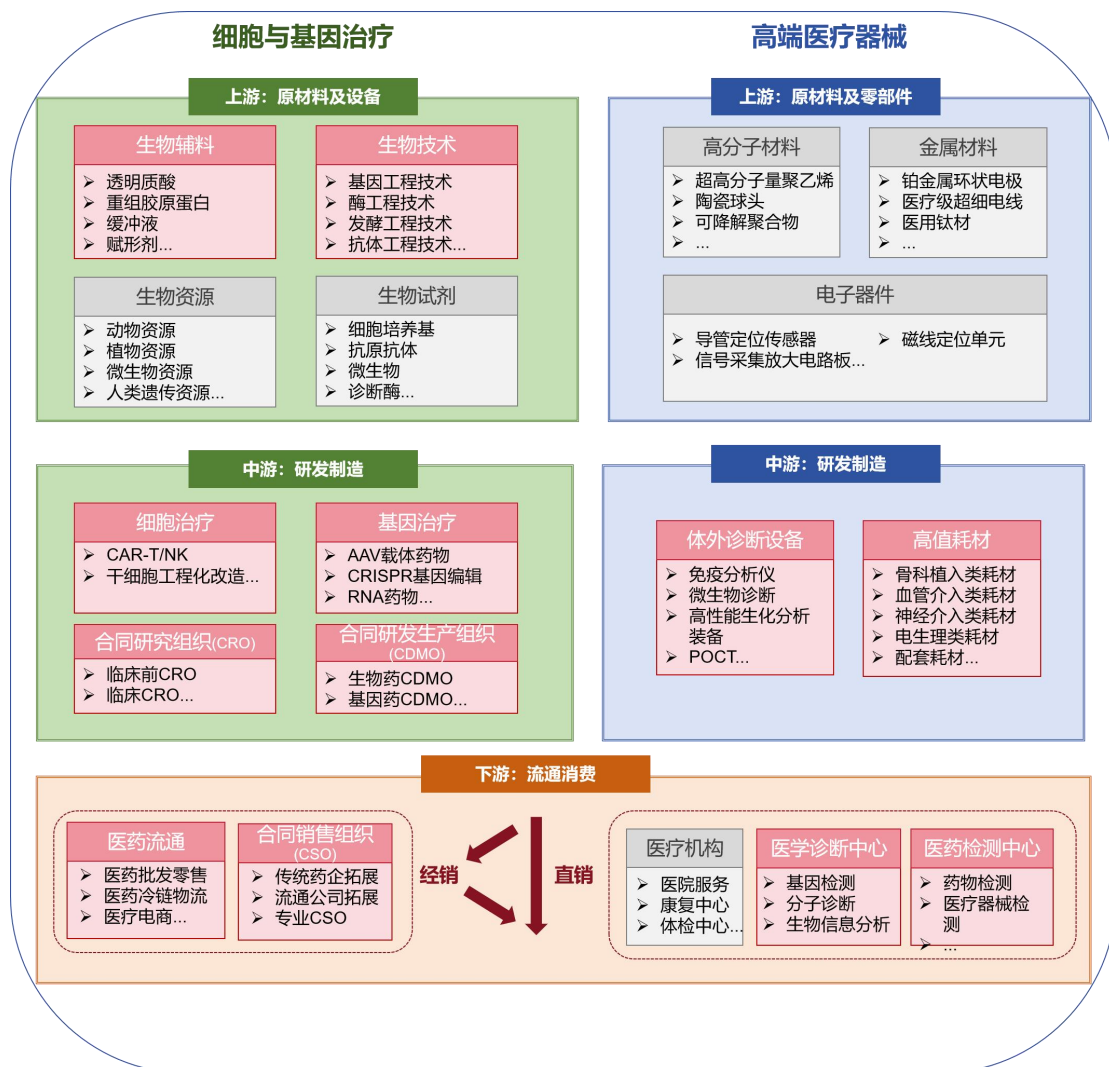 细胞与基因治疗
高端医疗器械
上游：原材料及设备
生物辅料
➢ 透明质酸
➢ 重组胶原蛋白
➢ 缓冲液
➢ 赋形剂...
生物技术
➢ 基因工程技术
➢ 酶工程技术
➢ 发酵工程技术
➢ 抗体工程技术...
生物资源
➢ 动物资源
➢ 植物资源
➢ 微生物资源
➢ 人类遗传资源...
生物试剂
➢ 细胞培养基
➢ 抗原抗体
➢ 微生物
➢ 诊断酶...
上游：原材料及零部件
高分子材料
➢ 超高分子量聚乙烯
➢ 陶瓷球头
➢ 可降解聚合物
➢ ...
金属材料
➢ 铂金属环状电极
➢ 医疗级超细电线
➢ 医用钛材
➢ ...
电子器件
➢ 导管定位传感器
➢ 磁线定位单元
➢ 信号采集放大电路板...
中游：研发制造
细胞治疗
➢ CAR-T/NK
➢ 干细胞工程化改造...
基因治疗
➢ AAV载体药物
➢ CRISPR基因编辑
➢ RNA药物...
合同研究组织(CRO)
➢ 临床前CRO
➢ 临床CRO...
合同研发生产组织
(CDMO)
➢ 生物药CDMO
➢ 基因药CDMO...
中游：研发制造
体外诊断设备
➢ 免疫分析仪
➢ 微生物诊断
➢ 高性能生化分析
装备
➢ POCT...
高值耗材
➢ 骨科植入类耗材
➢ 血管介入类耗材
➢ 神经介入类耗材
➢ 电生理类耗材
➢ 配套耗材...
下游：流通消费
医药流通
➢ 医药批发零售
➢ 医药冷链物流
➢ 医疗电商...
合同销售组织
(CSO)
➢ 传统药企拓展
➢ 流通公司拓展
➢ 专业CSO
经销
直销
医疗机构
➢ 医院服务
➢ 康复中心
➢ 体检中心...
医学诊断中心
➢ 基因检测
➢ 分子诊断
➢ 生物信息分析
医药检测中心
➢ 药物检测
➢ 医疗器械检
测
➢ ...